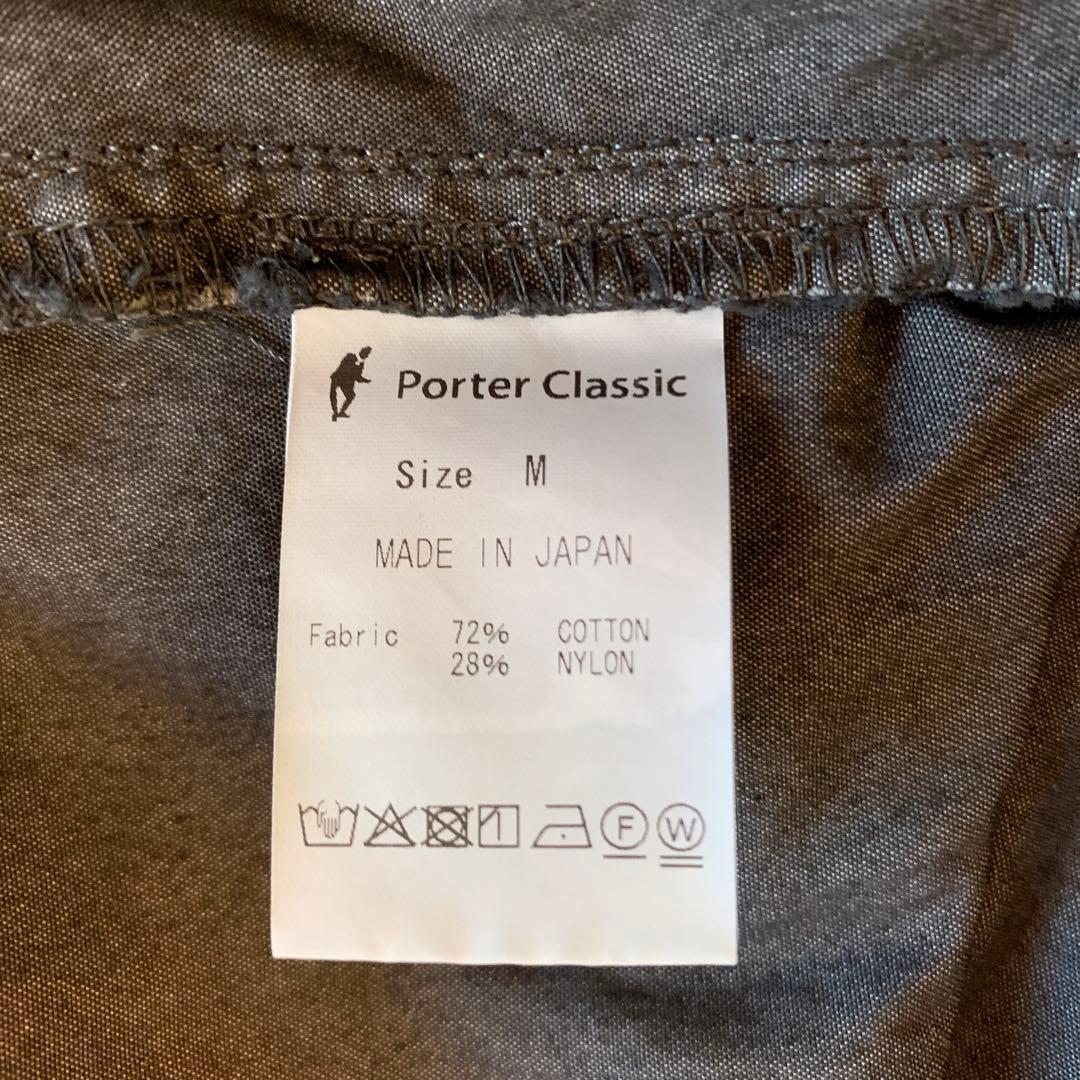 Porter Classic
Size M
MADE IN JAPAN
Fabric 72% COTTON
28% NYLON
F W